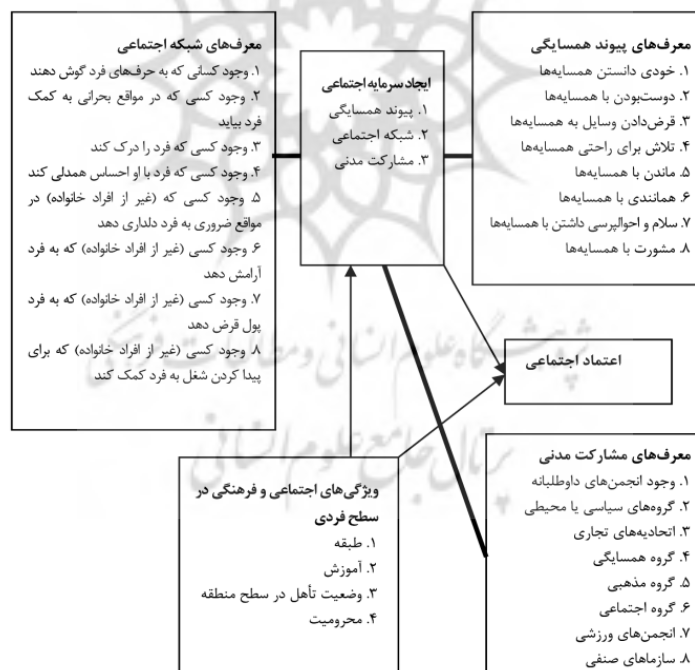 معرف‌های پیوند همسایگی
۱. خودی دانستن همسایه‌ها
۲. دوست‌بودن با همسایه‌ها
۳. قرض‌دادن وسایل به همسایه‌ها
۴. تلاش برای راحتی همسایه‌ها
۵. ماندن با همسایه‌ها
۶. همانندی با همسایه‌ها
۷. سلام و احوالپرسی داشتن با همسایه‌ها
۸. مشورت با همسایه‌ها
ایجاد سرمایه اجتماعی
۱. پیوند همسایگی
۲. شبکه اجتماعی
۳. مشارکت مدنی
معرف‌های شبکه اجتماعی
۱. وجود کسانی که به حرف‌های فرد گوش دهند
۲. وجود کسی که در مواقع بحرانی به کمک
فرد بیاید
۳. وجود کسی که فرد را درک کند
۴. وجود کسی که فرد با او احساس همدلی کند
۵. وجود کسی که (غیر از افراد خانواده) در
مواقع ضروری به فرد دلداری دهد
۶. وجود کسی (غیر از افراد خانواده) که به فرد
آرامش دهد
۷. وجود کسی (غیر از افراد خانواده) که به فرد
پول قرض دهد
۸. وجود کسی (غیر از افراد خانواده) که برای
پیدا کردن شغل به فرد کمک کند
اعتماد اجتماعی
پژوهشگاه علوم انسانی و مطالعات فرهنگی
پرتال جامع علوم انسانی
ویژگی‌های اجتماعی و فرهنگی در
سطح فردی
۱. طبقه
۲. آموزش
۳. وضعیت تأهل در سطح منطقه
۴. محرومیت
معرف‌های مشارکت مدنی
۱. وجود انجمن‌های داوطلبانه
۲. گروه‌های سیاسی یا محیطی
۳. اتحادیه‌های تجاری
۴. گروه همسایگی
۵. گروه مذهبی
۶. گروه اجتماعی
۷. انجمن‌های ورزشی
۸. سازماهای صنفی